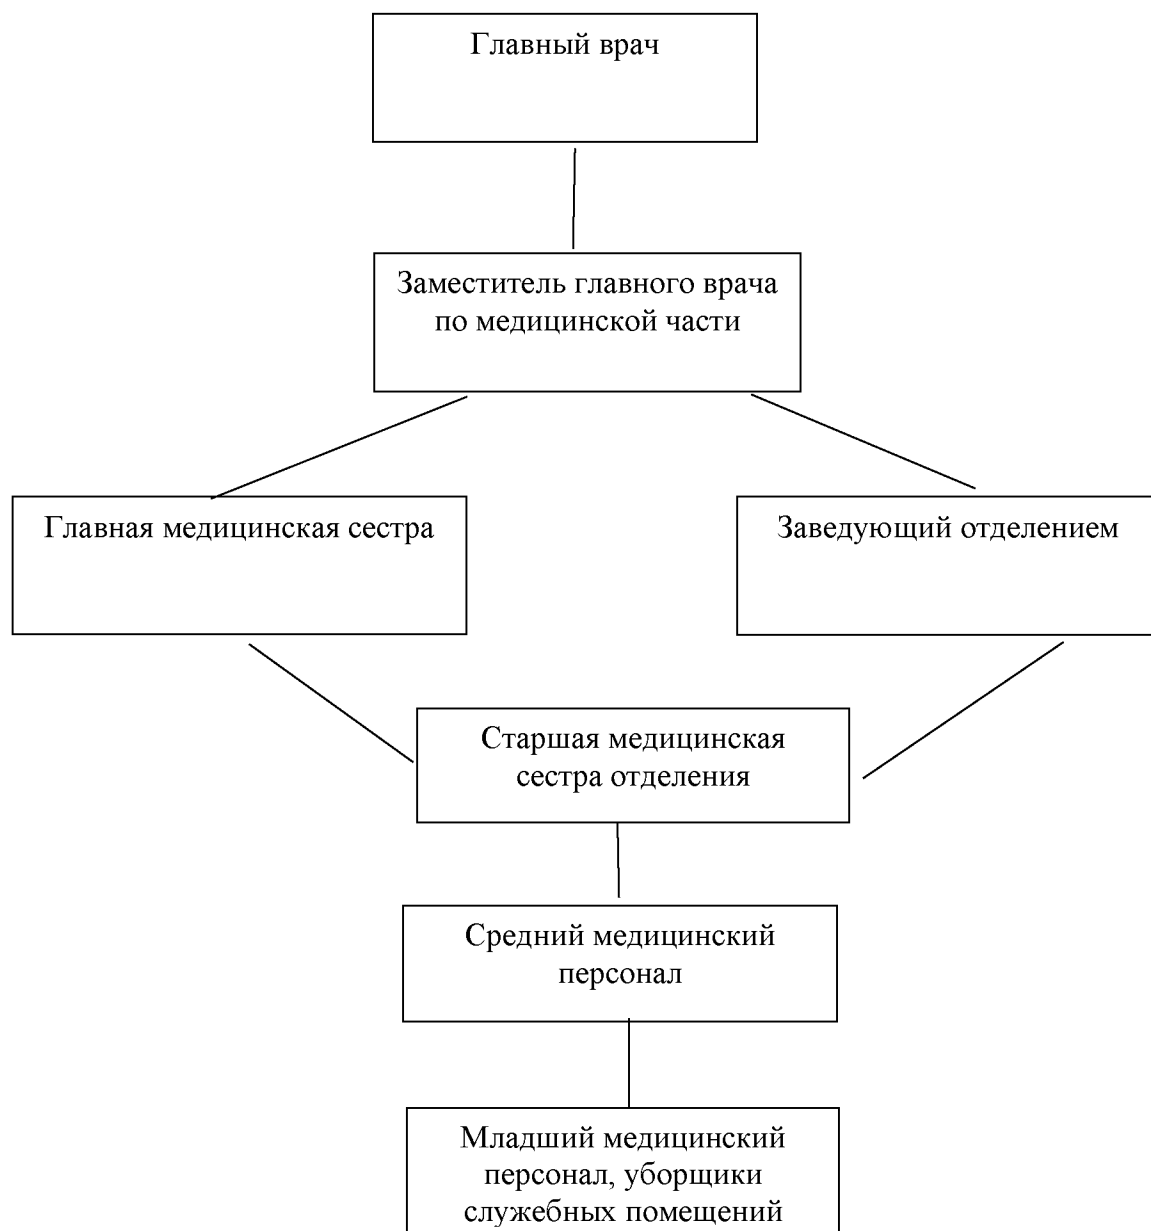 Главный врач
Заместитель главного врача
по медицинской части
Главная медицинская сестра
Заведующий отделением
Старшая медицинская
сестра отделения
Средний медицинский
персонал
Младший медицинский
персонал, уборщики
служебных помещений